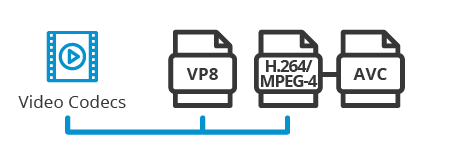 Video Codecs
VP8
H.264/
MPEG-4
AVC